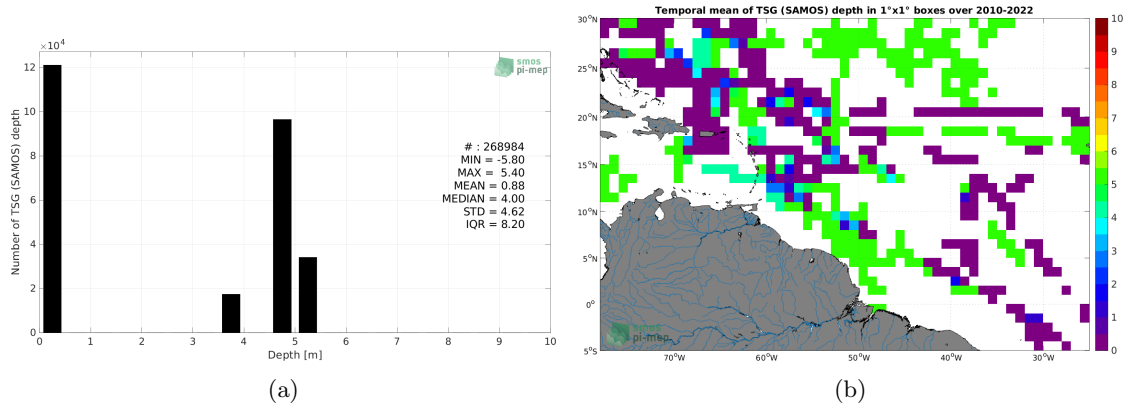 ×10⁴
12
10
8
6
4
2
0
Number of TSG (SAMOS) depth
smos
pi-mep
# : 268984
MIN = -5.80
MAX = 5.40
MEAN = 0.88
MEDIAN = 4.00
STD = 4.62
IQR = 8.20
0 1 2 3 4 5 6 7 8 9 10
Depth [m]
(a)
Temporal mean of TSG (SAMOS) depth in 1°x1° boxes over 2010-2022
30°N
25°N
20°N
15°N
10°N
5°N
0°
5°S
smos
pi-mep
70°W 60°W 50°W 40°W 30°W
10
9
8
7
6
5
4
3
2
1
0
(b)